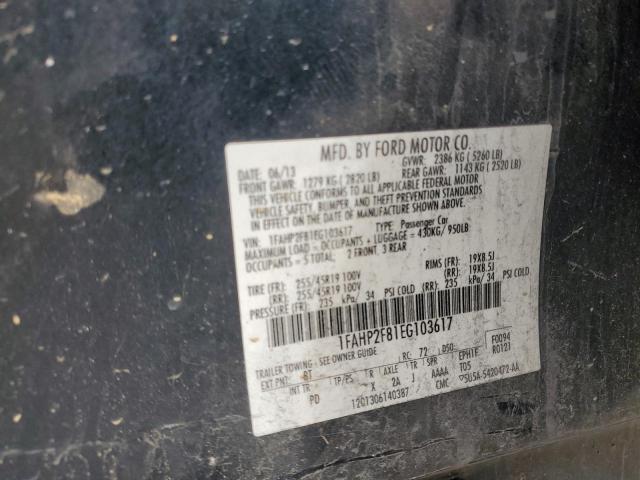 MFD. BY FORD MOTOR CO.
DATE: 06/13 GVWR: 2386 KG ( 5260 LB)
FRONT GAWR: 1279 KG ( 2820 LB) REAR GAWR: 1143 KG ( 2520 LB)
THIS VEHICLE CONFORMS TO ALL APPLICABLE FEDERAL MOTOR
VEHICLE SAFETY, BUMPER, AND THEFT PREVENTION STANDARDS
IN EFFECT ON THE DATE OF MANUFACTURE SHOWN ABOVE.
VIN: 1FAHP2F81EG103617 TYPE: Passenger Car
MAXIMUM LOAD = OCCUPANTS + LUGGAGE = 430KG/ 950LB
OCCUPANTS = 5 TOTAL: 2 FRONT, 3 REAR
TIRE (FR): 255/45R19 100V RIMS (FR): 19X8.5J
(RR): 255/45R19 100V (RR): 19X8.5J
PRESSURE (FR): 235 kPa/ 34 PSI COLD (RR): 235 kPa/ 34 PSI COLD
1FAHP2F81EG103617
TRAILER TOWING - SEE OWNER GUIDE F0094
EXT PNT: RC: 72 DSO: R0121
INT TR TP/PS R AXLE TR SPR EPHTE
PD X 2A J AAAA TO5
1201306140387 CMC 5U5A-5420472-AA